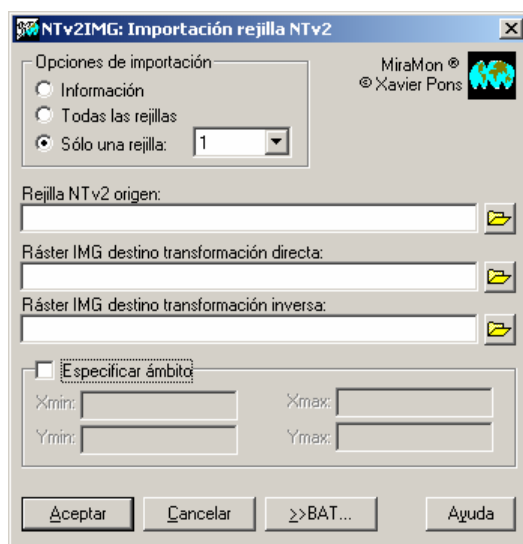 NTv2IMG: Importación rejilla NTv2
Opciones de importación
MiraMon ®
© Xavier Pons
Información
Todas las rejillas
Sólo una rejilla: 1
Rejilla NTv2 origen:
Ráster IMG destino transformación directa:
Ráster IMG destino transformación inversa:
Especificar ámbito
Xmin: Xmax:
Ymin: Ymax:
Aceptar Cancelar >>BAT... Ayuda